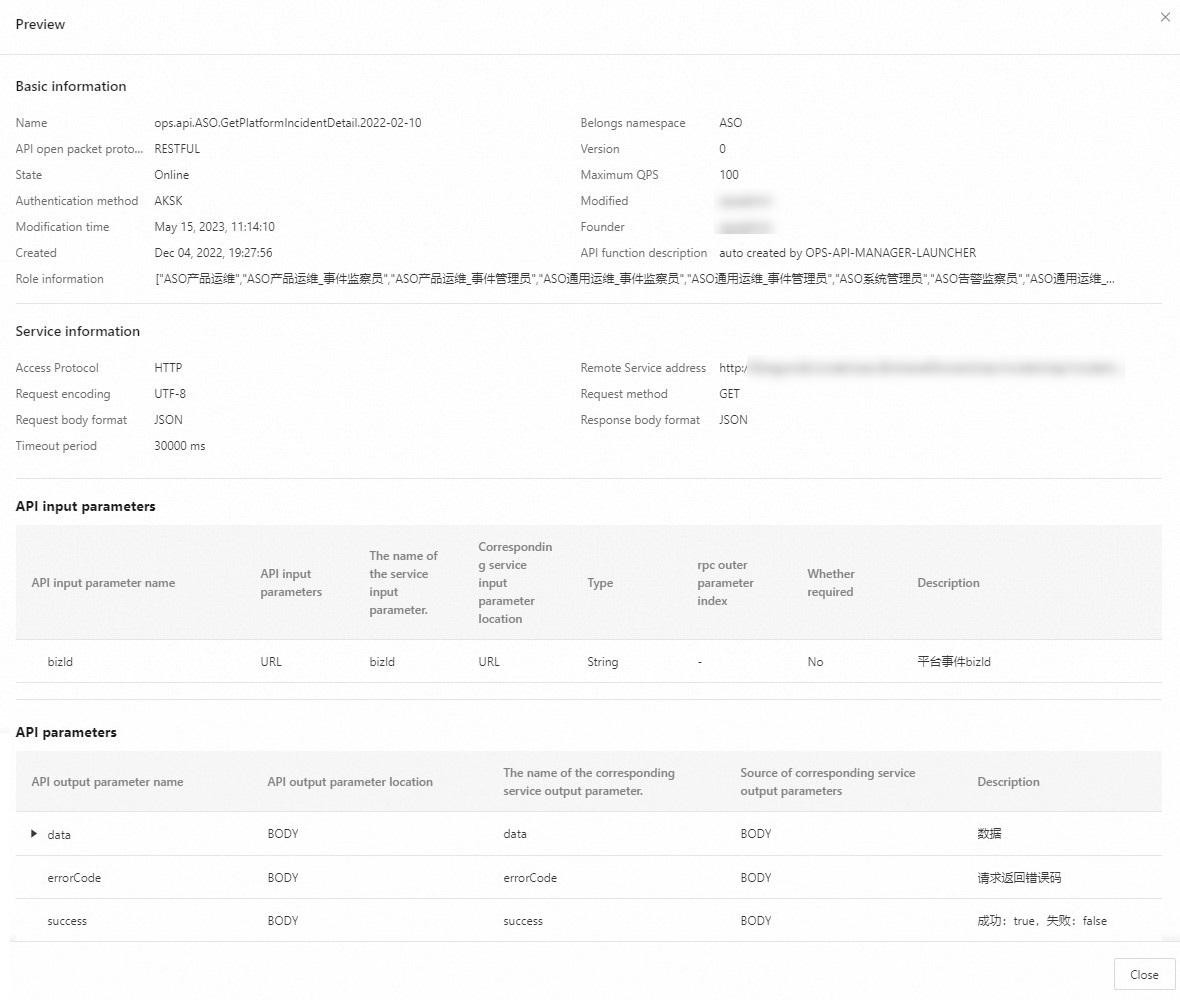 Preview
Basic information
Name ops.api.ASO.GetPlatformIncidentDetail.2022-02-10 Belongs namespace ASO
API open packet proto... RESTFUL Version 0
State Online Maximum QPS 100
Authentication method AKSK Modified
Modification time May 15, 2023, 11:14:10 Founder
Created Dec 04, 2022, 19:27:56 API function description auto created by OPS-API-MANAGER-LAUNCHER
Role information ["ASO产品运维","ASO产品运维_事件监察员","ASO产品运维_事件管理员","ASO通用运维_事件监察员","ASO通用运维_事件管理员","ASO系统管理员","ASO告警监察员","ASO通用运维_...
Service information
Access Protocol HTTP Remote Service address http:/
Request encoding UTF-8 Request method GET
Request body format JSON Response body format JSON
Timeout period 30000 ms
API input parameters
API input parameter name
API input
parameters
The name of
the service
input
parameter.
Correspondin
g service
input
parameter
location
Type
rpc outer
parameter
index
Whether
required
Description
bizId URL bizId URL String - No 平台事件bizId
API parameters
API output parameter name
API output parameter location
The name of the corresponding
service output parameter.
Source of corresponding service
output parameters
Description
data BODY data BODY 数据
errorCode BODY errorCode BODY 请求返回错误码
success BODY success BODY 成功：true，失败：false
Close